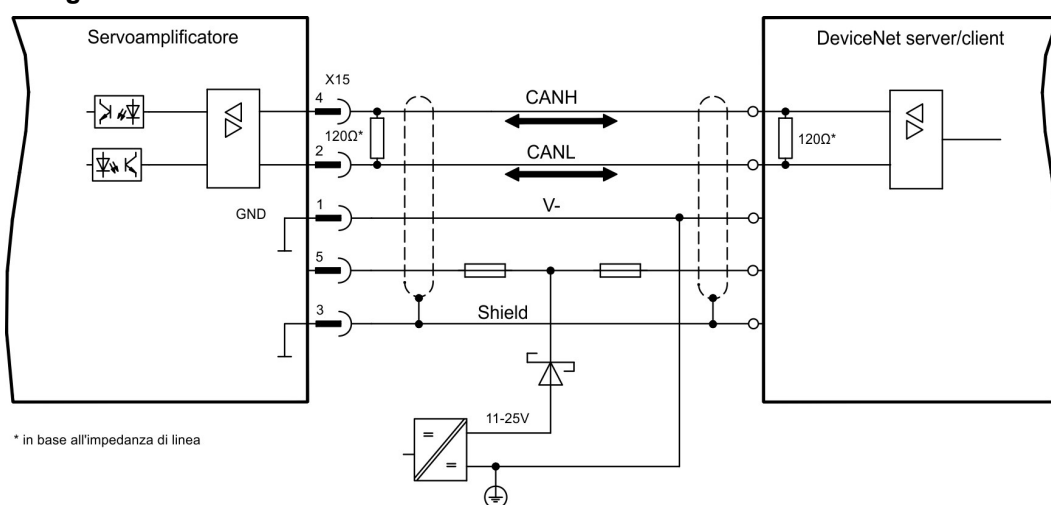 Servoamplificatore
DeviceNet server/client
X15
4
CANH
120Ω*
120Ω*
2
CANL
1
GND
V-
5
3
Shield
11-25V
* in base all'impedanza di linea